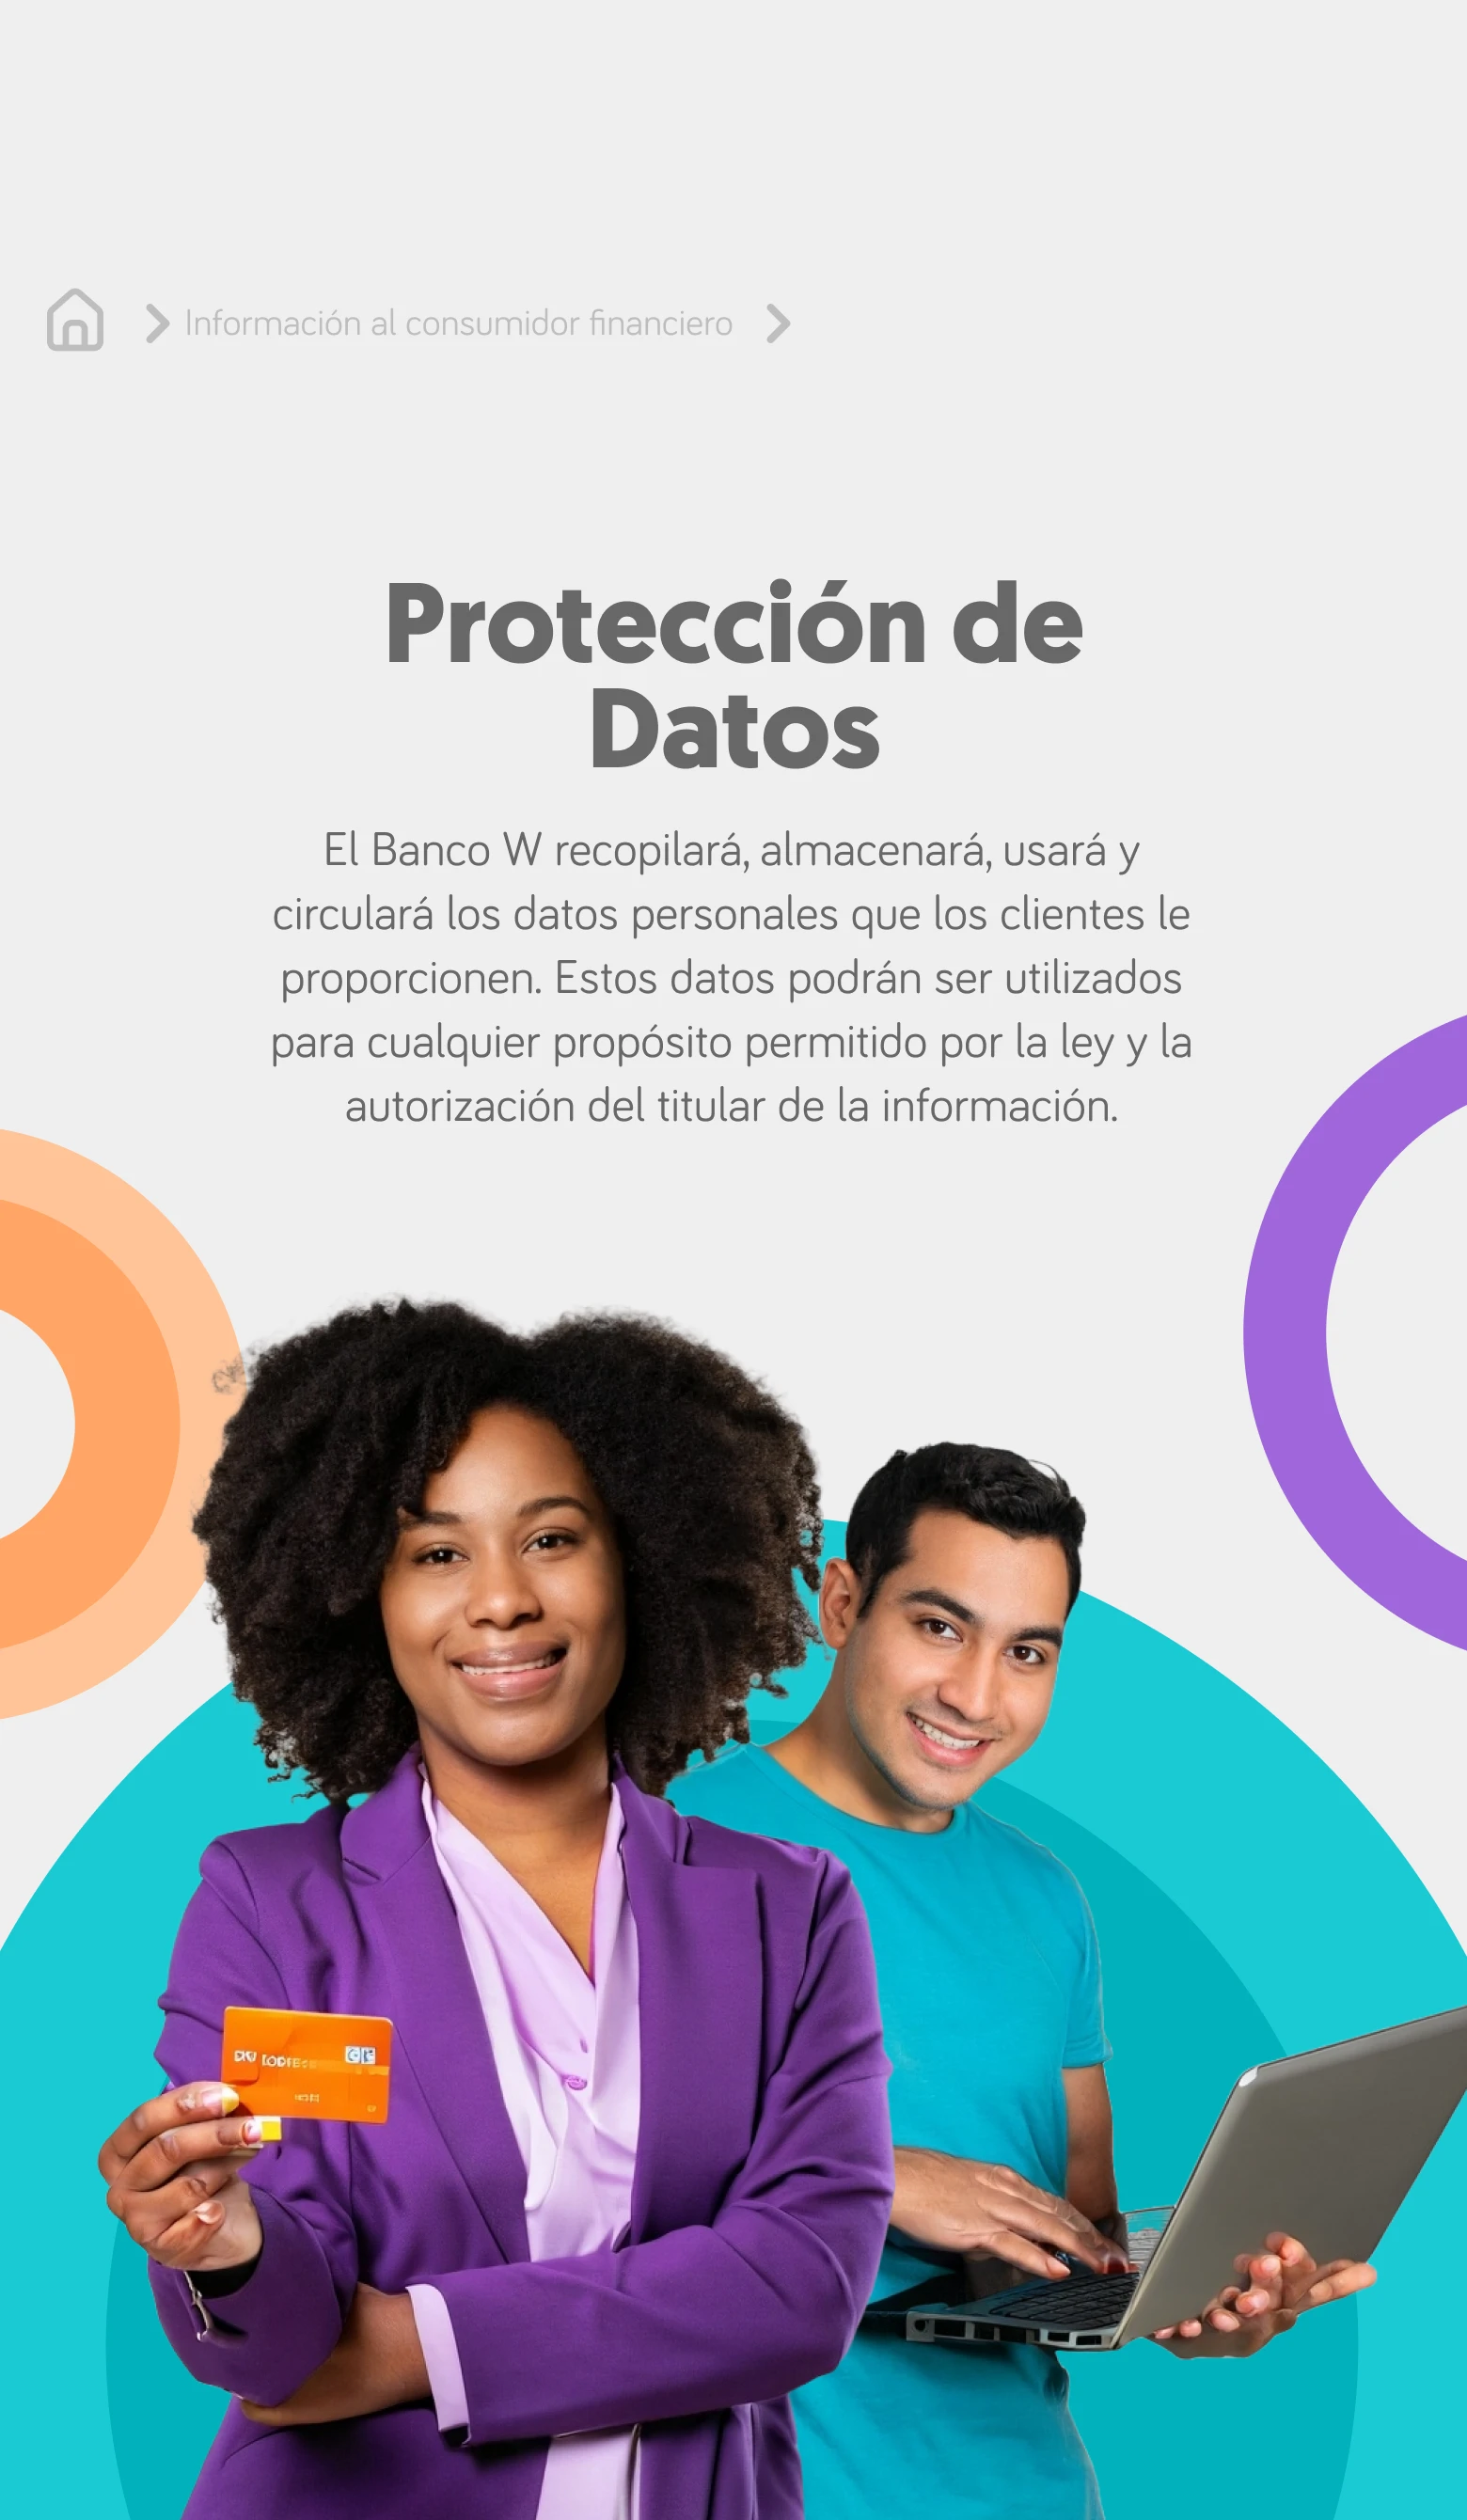 Información al consumidor financiero
Protección de
Datos
El Banco W recopilará, almacenará, usará y
circulará los datos personales que los clientes le
proporcionen. Estos datos podrán ser utilizados
para cualquier propósito permitido por la ley y la
autorización del titular de la información.